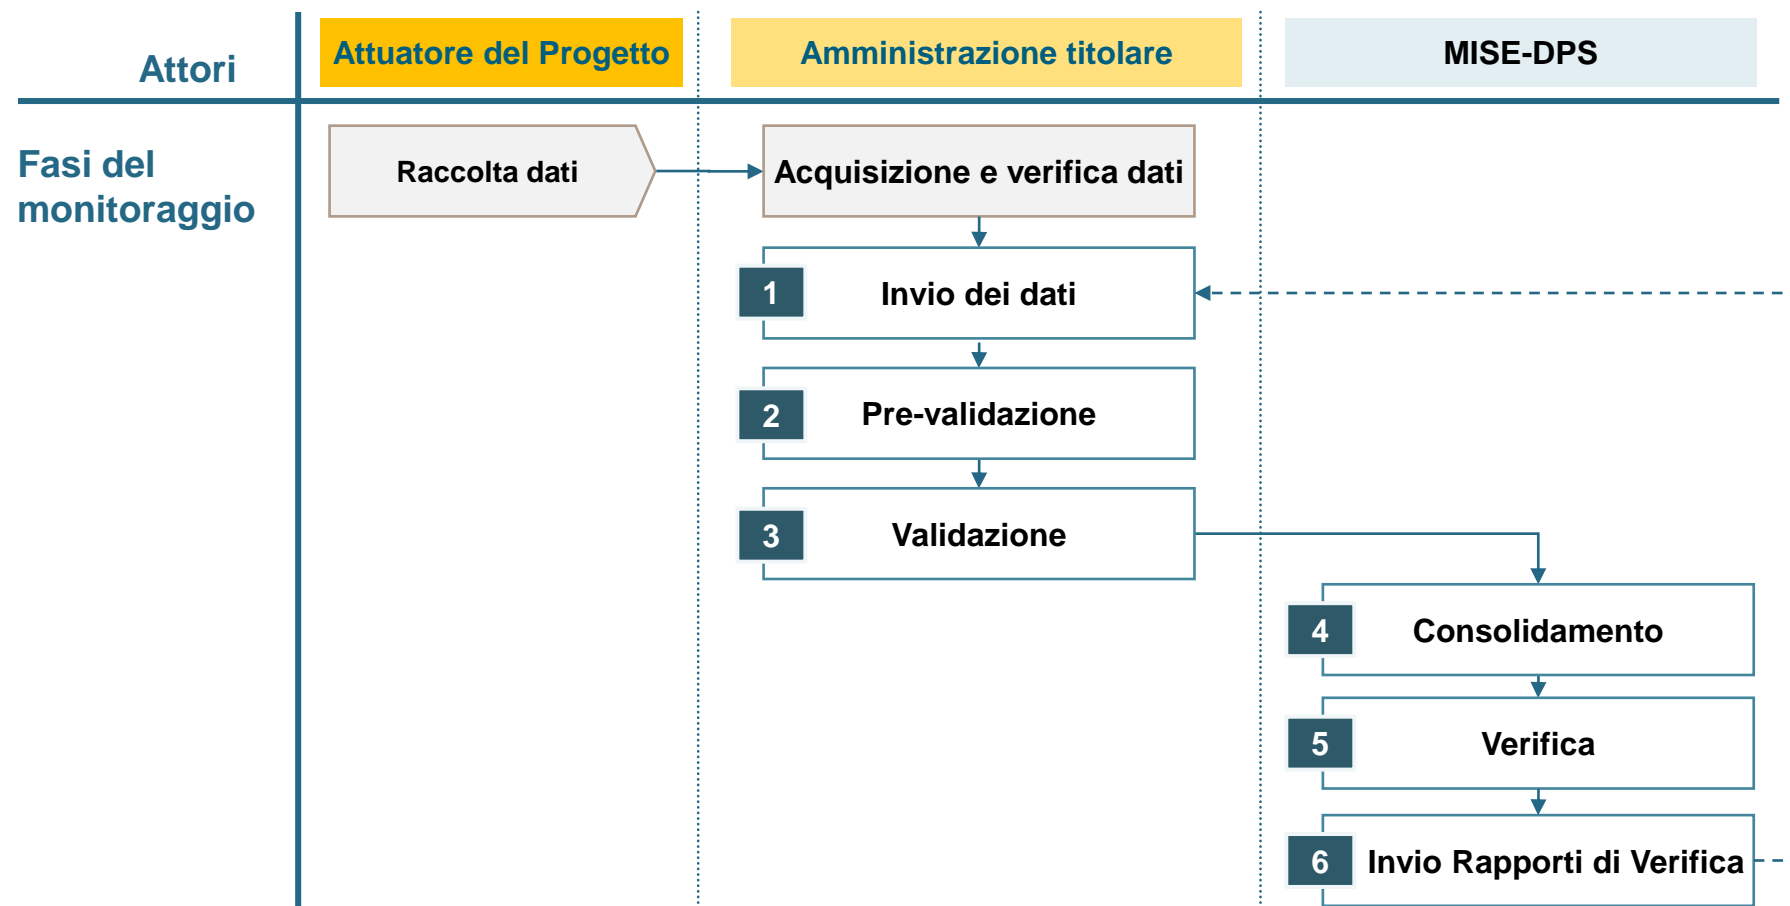 Attori
Attuatore del Progetto
Amministrazione titolare
MISE-DPS
Fasi del
monitoraggio
Raccolta dati
Acquisizione e verifica dati
1
Invio dei dati
2
Pre-validazione
3
Validazione
4
Consolidamento
5
Verifica
6
Invio Rapporti di Verifica